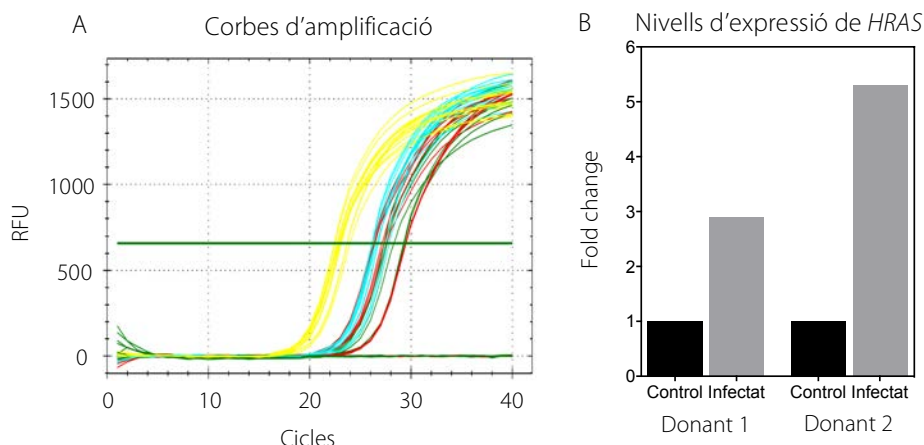 A Corbes d'amplificació
1500
1000
RFU
500
0
0 10 20 30 40
Cicles
B Nivells d'expressió de HRAS
6
5
4
3
Fold change
2
1
0
Control Infectat Control Infectat
Donant 1 Donant 2